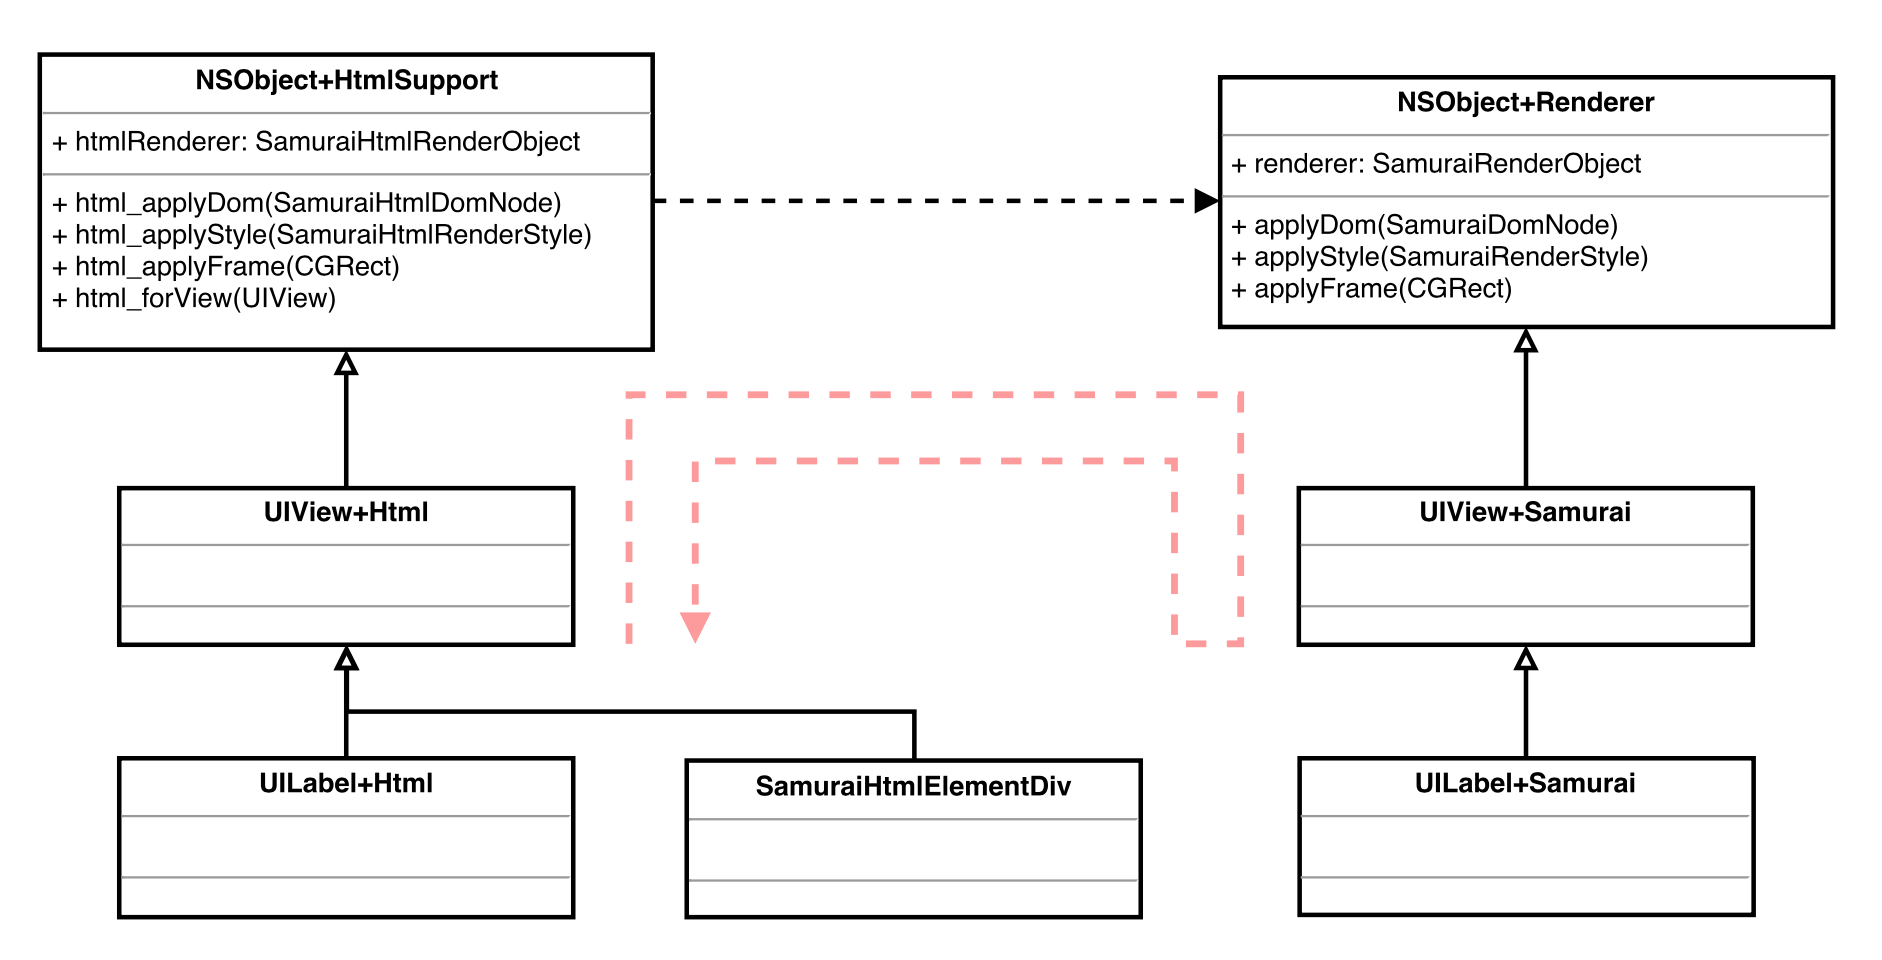 NSObject+HtmlSupport
+ htmlRenderer: SamuraiHtmlRenderObject
+ html_applyDom(SamuraiHtmlDomNode)
+ html_applyStyle(SamuraiHtmlRenderStyle)
+ html_applyFrame(CGRect)
+ html_forView(UIView)
NSObject+Renderer
+ renderer: SamuraiRenderObject
+ applyDom(SamuraiDomNode)
+ applyStyle(SamuraiRenderStyle)
+ applyFrame(CGRect)
UIView+Html
UIView+Samurai
UILabel+Html
SamuraiHtmlElementDiv
UILabel+Samurai